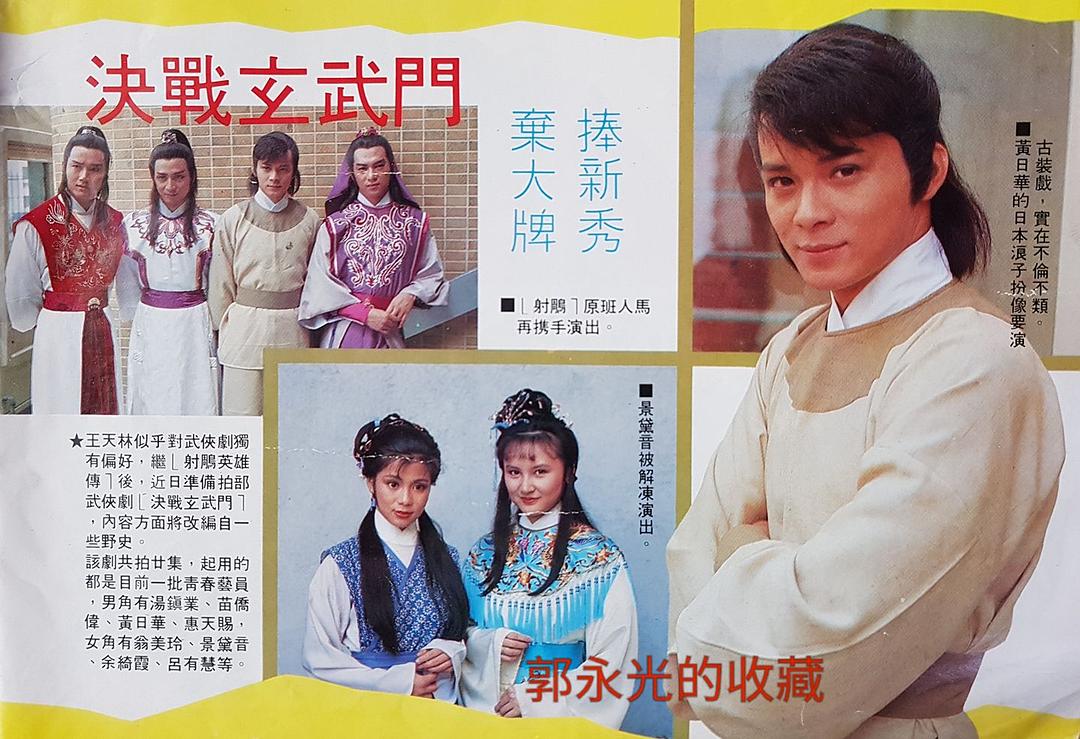 決戰玄武門
捧新秀
棄大牌
■「射鵰」原班人馬
再携手演出。
■黃日華的日本浪子扮像要演
古裝戲，實在不倫不類。
■景黛音被解凍演出。
★王天林似乎對武俠劇獨
有偏好，繼「射鵰英雄
傳」後，近日準備拍部
武俠劇「決戰玄武門」
，內容方面將改編自一
些野史。
該劇共拍廿集，起用的
都是目前一批靑春藝員
，男角有湯鎭業、苗僑
偉、黃日華、惠天賜，
女角有翁美玲、景黛音
、余綺霞、呂有慧等。
郭永光的收藏